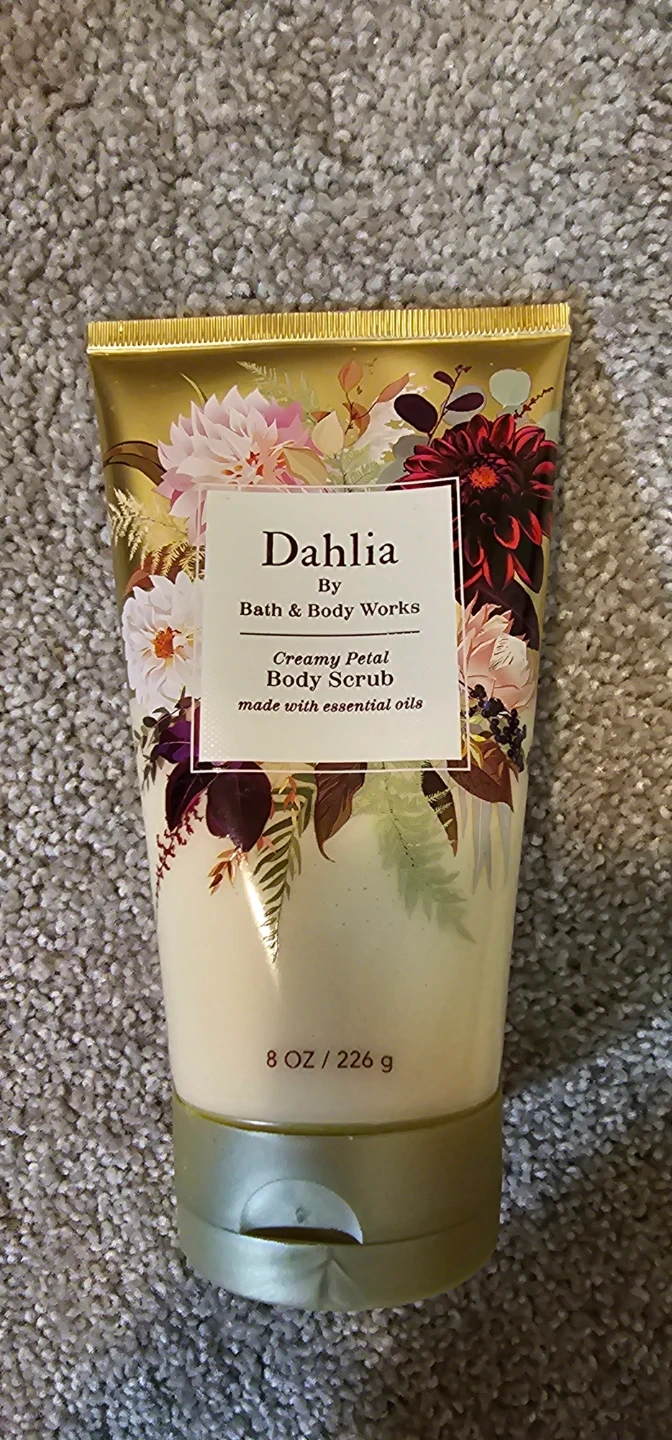 Dahlia
By
Bath & Body Works
Creamy Petal
Body Scrub
made with essential oils
8 OZ / 226 g